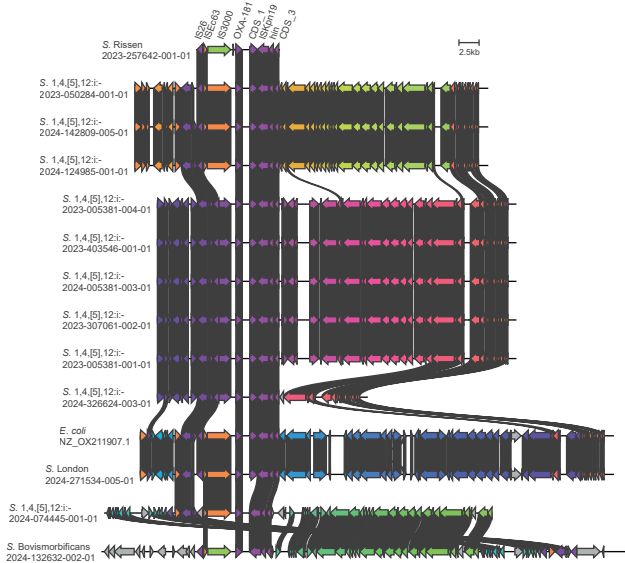 IS26
ISEc63
IS3000
OXA-181
CDS_1
ISKpn19
hin
CDS_3
S. Rissen
2023-257642-001-01
2.5kb
S. 1,4,[5],12:i:-
2023-050284-001-01
S. 1,4,[5],12:i:-
2024-142809-005-01
S. 1,4,[5],12:i:-
2024-124985-001-01
S. 1,4,[5],12:i:-
2023-005381-004-01
S. 1,4,[5],12:i:-
2023-403546-001-01
S. 1,4,[5],12:i:-
2024-005381-003-01
S. 1,4,[5],12:i:-
2023-307061-002-01
S. 1,4,[5],12:i:-
2023-005381-001-01
S. 1,4,[5],12:i:-
2024-326624-003-01
E. coli
NZ_OX211907.1
S. London
2024-271534-005-01
S. 1,4,[5],12:i:-
2024-074445-001-01
S. Bovismorbificans
2024-132632-002-01